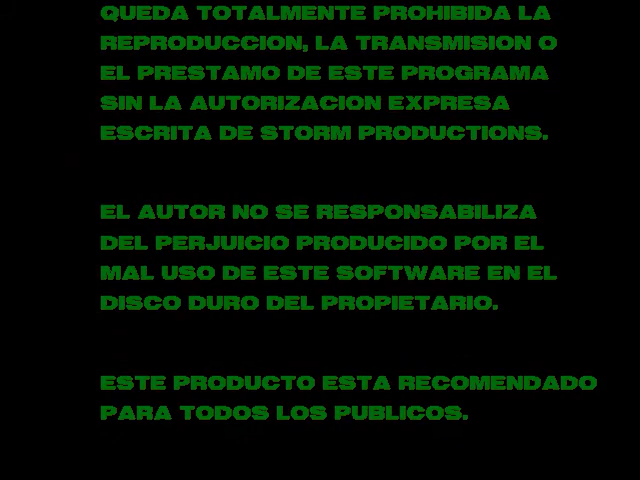 QUEDA TOTALMENTE PROHIBIDA LA
REPRODUCCION, LA TRANSMISION O
EL PRESTAMO DE ESTE PROGRAMA
SIN LA AUTORIZACION EXPRESA
ESCRITA DE STORM PRODUCTIONS.
EL AUTOR NO SE RESPONSABILIZA
DEL PERJUICIO PRODUCIDO POR EL
MAL USO DE ESTE SOFTWARE EN EL
DISCO DURO DEL PROPIETARIO.
ESTE PRODUCTO ESTA RECOMENDADO
PARA TODOS LOS PUBLICOS.